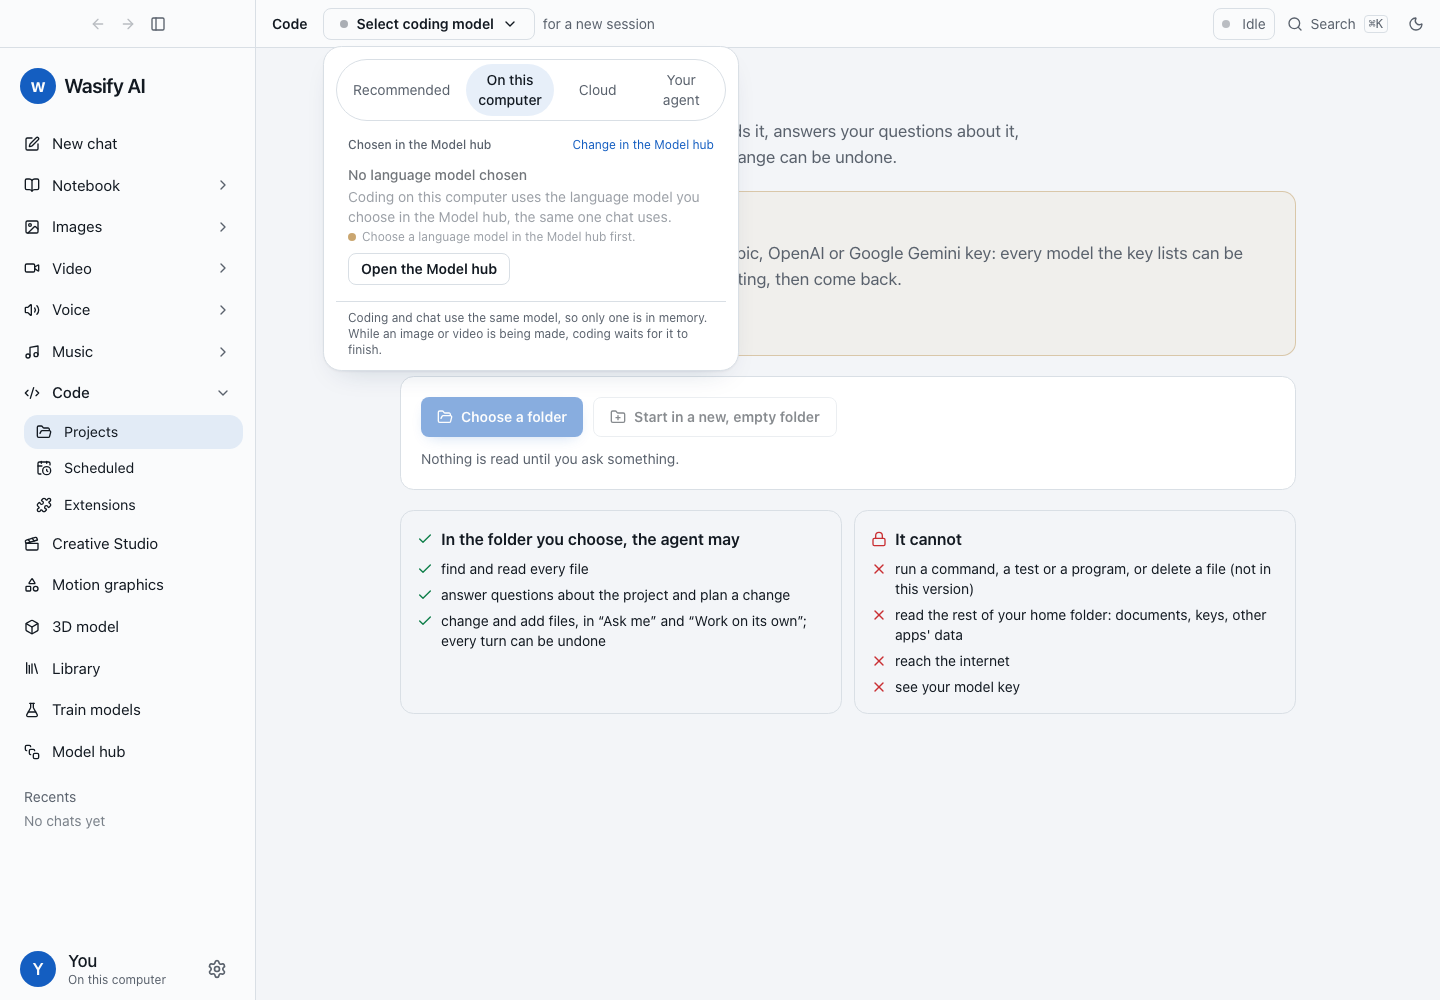 Code
Select coding model
for a new session
Idle
Search
⌘K
W
Wasify AI
New chat
Notebook
Images
Video
Voice
Music
Code
Projects
Scheduled
Extensions
Creative Studio
Motion graphics
3D model
Library
Train models
Model hub
Recents
No chats yet
Y
You
On this computer
Recommended
On this
computer
Cloud
Your
agent
Chosen in the Model hub
Change in the Model hub
No language model chosen
Coding on this computer uses the language model you
choose in the Model hub, the same one chat uses.
Choose a language model in the Model hub first.
Open the Model hub
Coding and chat use the same model, so only one is in memory.
While an image or video is being made, coding waits for it to
finish.
it, answers your questions about it,
can be undone.
OpenAI or Google Gemini key: every model the key lists can be
then come back.
Choose a folder
Start in a new, empty folder
Nothing is read until you ask something.
In the folder you choose, the agent may
find and read every file
answer questions about the project and plan a change
change and add files, in “Ask me” and “Work on its own”;
every turn can be undone
It cannot
run a command, a test or a program, or delete a file (not in
this version)
read the rest of your home folder: documents, keys, other
apps' data
reach the internet
see your model key